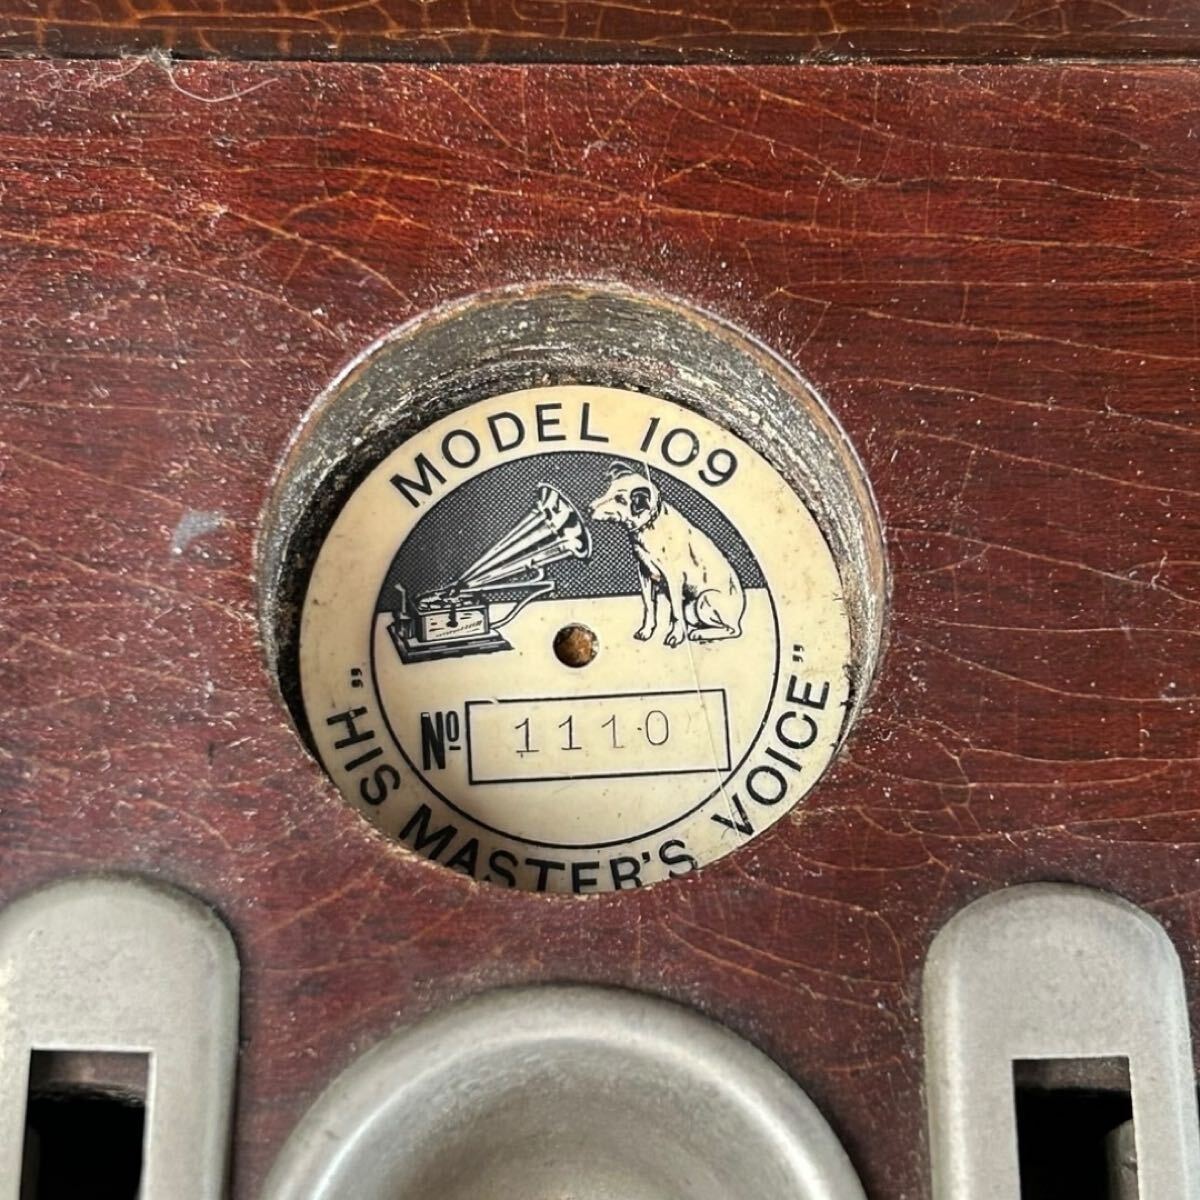 MODEL 109
Nº 1110
"HIS MASTER'S VOICE"